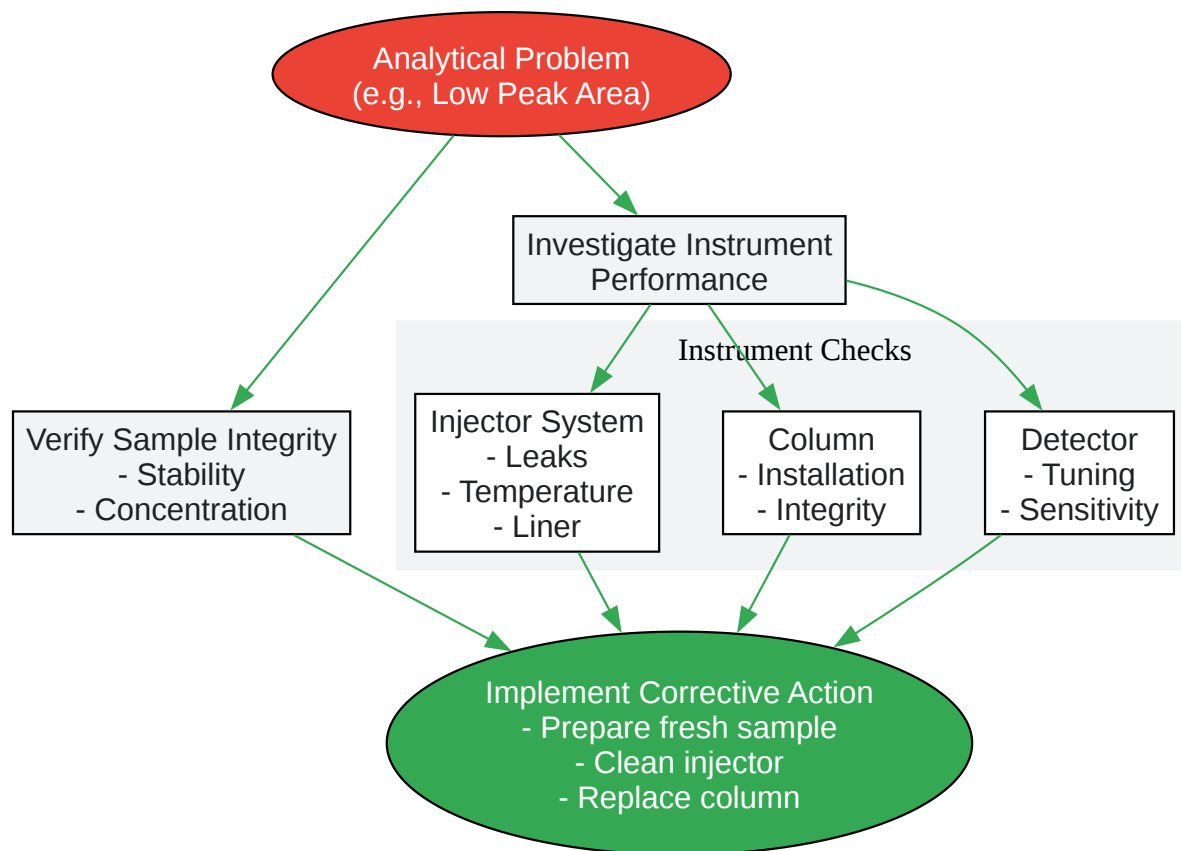 Analytical Problem
(e.g., Low Peak Area)
Investigate Instrument
Performance
Instrument Checks
Verify Sample Integrity
- Stability
- Concentration
Injector System
- Leaks
- Temperature
- Liner
Column
- Installation
- Integrity
Detector
- Tuning
- Sensitivity
Implement Corrective Action
- Prepare fresh sample
- Clean injector
- Replace column